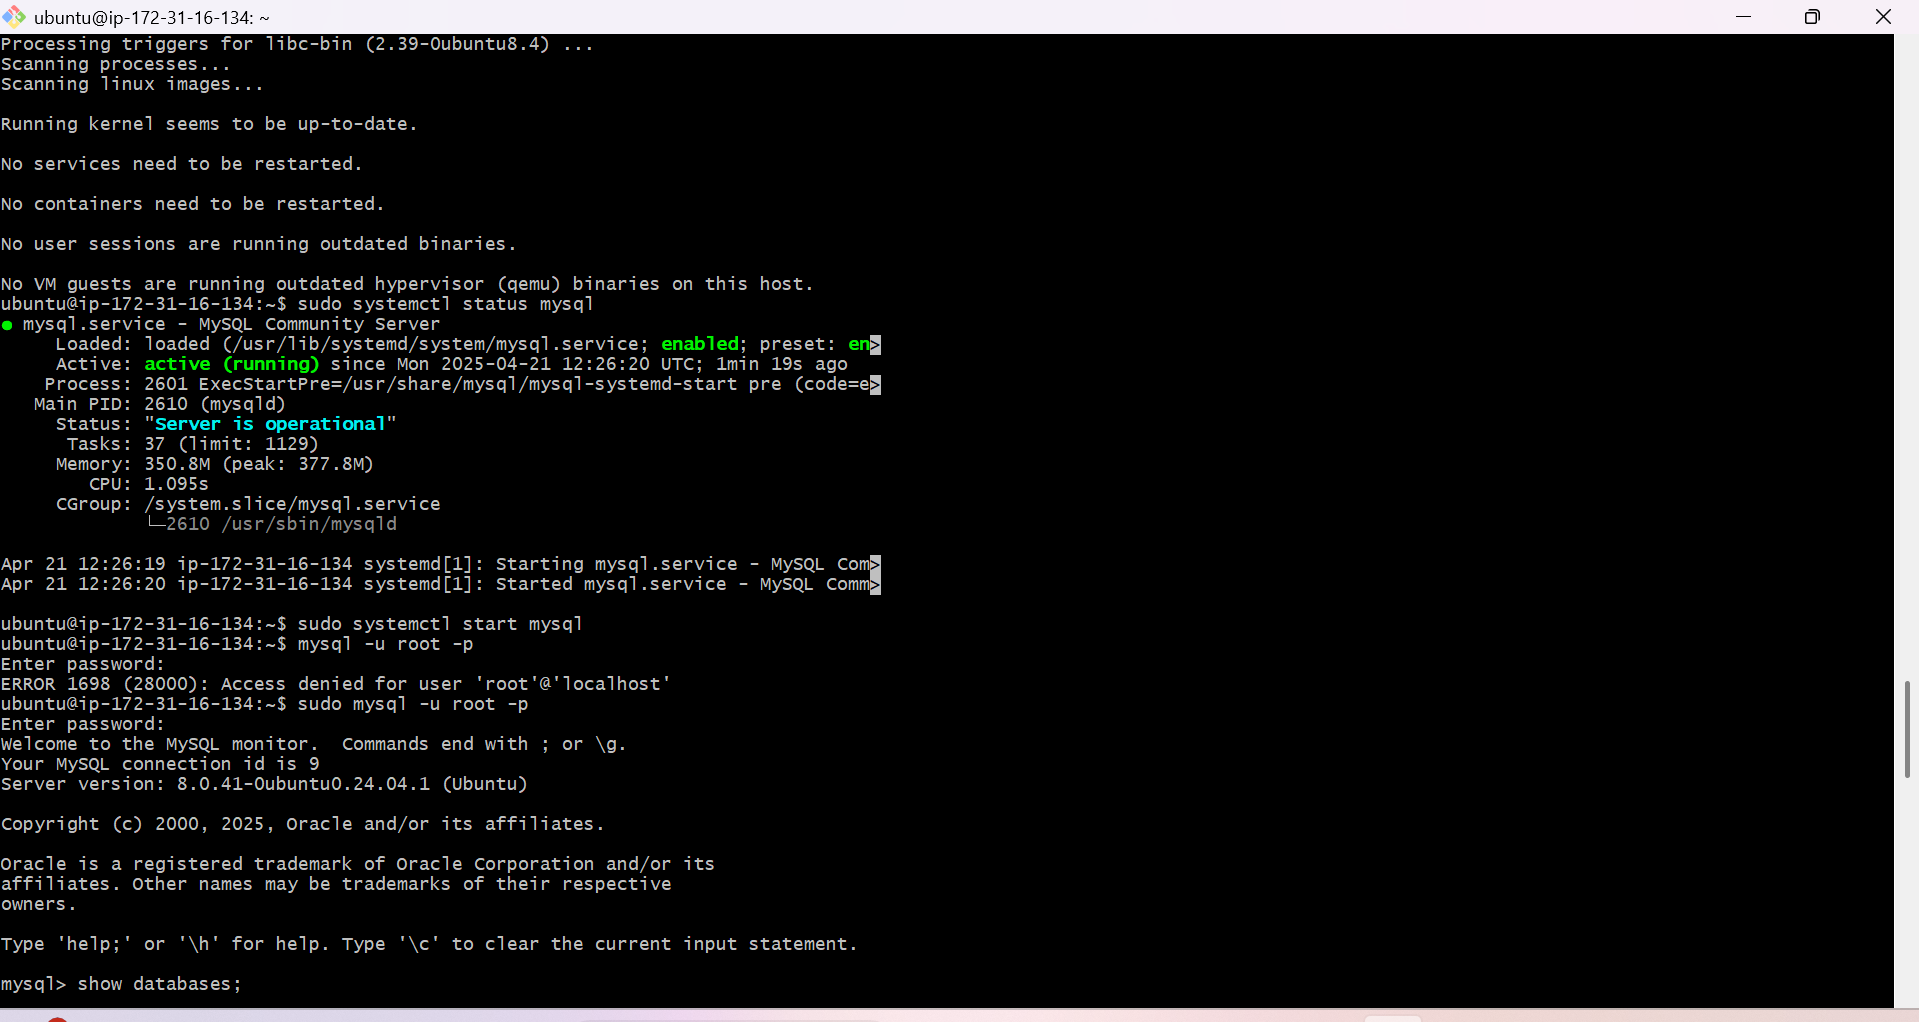 ubuntu@ip-172-31-16-134: ~
Processing triggers for libc-bin (2.39-0ubuntu8.4) ...
Scanning processes...
Scanning linux images...
Running kernel seems to be up-to-date.
No services need to be restarted.
No containers need to be restarted.
No user sessions are running outdated binaries.
No VM guests are running outdated hypervisor (qemu) binaries on this host.
ubuntu@ip-172-31-16-134:~$ sudo systemctl status mysql
● mysql.service - MySQL Community Server
     Loaded: loaded (/usr/lib/systemd/system/mysql.service; enabled; preset: en>
     Active: active (running) since Mon 2025-04-21 12:26:20 UTC; 1min 19s ago
    Process: 2601 ExecStartPre=/usr/share/mysql/mysql-systemd-start pre (code=e>
   Main PID: 2610 (mysqld)
     Status: "Server is operational"
      Tasks: 37 (limit: 1129)
     Memory: 350.8M (peak: 377.8M)
        CPU: 1.095s
     CGroup: /system.slice/mysql.service
             └─2610 /usr/sbin/mysqld
Apr 21 12:26:19 ip-172-31-16-134 systemd[1]: Starting mysql.service - MySQL Com>
Apr 21 12:26:20 ip-172-31-16-134 systemd[1]: Started mysql.service - MySQL Comm>
ubuntu@ip-172-31-16-134:~$ sudo systemctl start mysql
ubuntu@ip-172-31-16-134:~$ mysql -u root -p
Enter password:
ERROR 1698 (28000): Access denied for user 'root'@'localhost'
ubuntu@ip-172-31-16-134:~$ sudo mysql -u root -p
Enter password:
Welcome to the MySQL monitor.  Commands end with ; or \g.
Your MySQL connection id is 9
Server version: 8.0.41-0ubuntu0.24.04.1 (Ubuntu)
Copyright (c) 2000, 2025, Oracle and/or its affiliates.
Oracle is a registered trademark of Oracle Corporation and/or its
affiliates. Other names may be trademarks of their respective
owners.
Type 'help;' or '\h' for help. Type '\c' to clear the current input statement.
mysql> show databases;